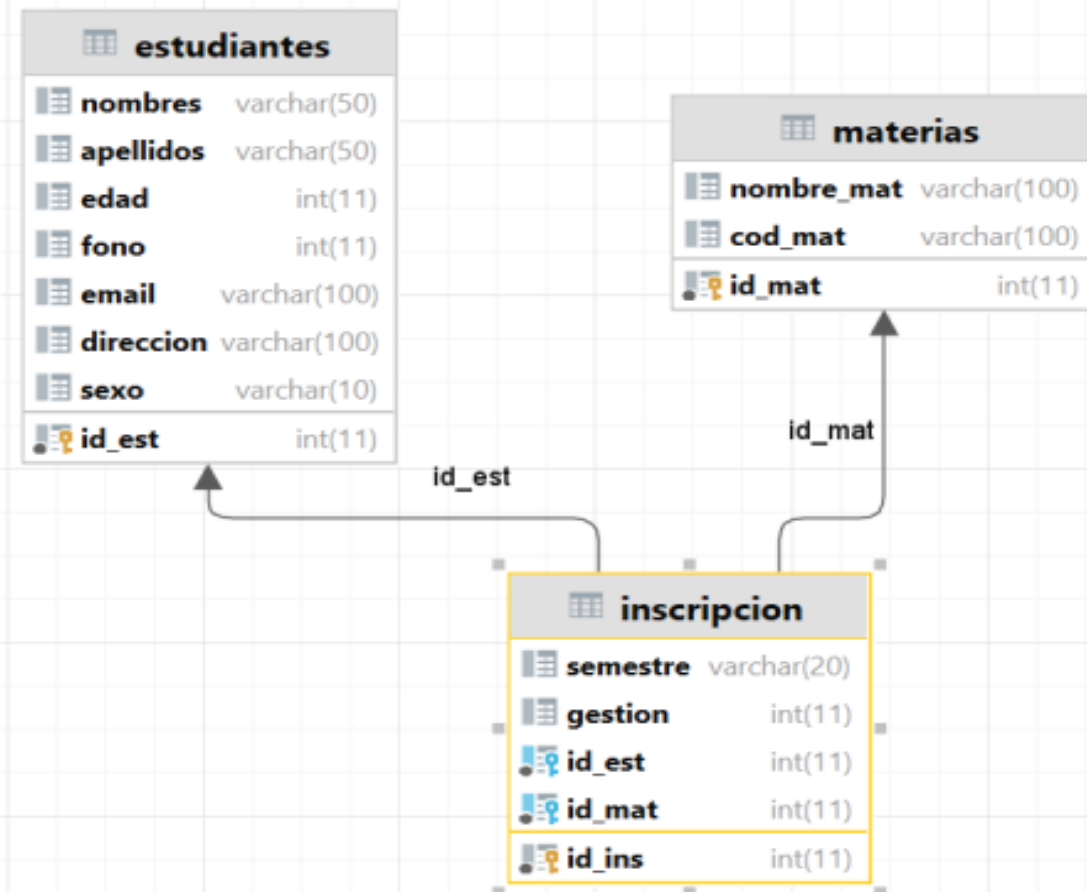 estudiantes
nombres varchar(50)
apellidos varchar(50)
edad int(11)
fono int(11)
email varchar(100)
direccion varchar(100)
sexo varchar(10)
id_est int(11)
materias
nombre_mat varchar(100)
cod_mat varchar(100)
id_mat int(11)
id_mat
id_est
inscripcion
semestre varchar(20)
gestion int(11)
id_est int(11)
id_mat int(11)
id_ins int(11)